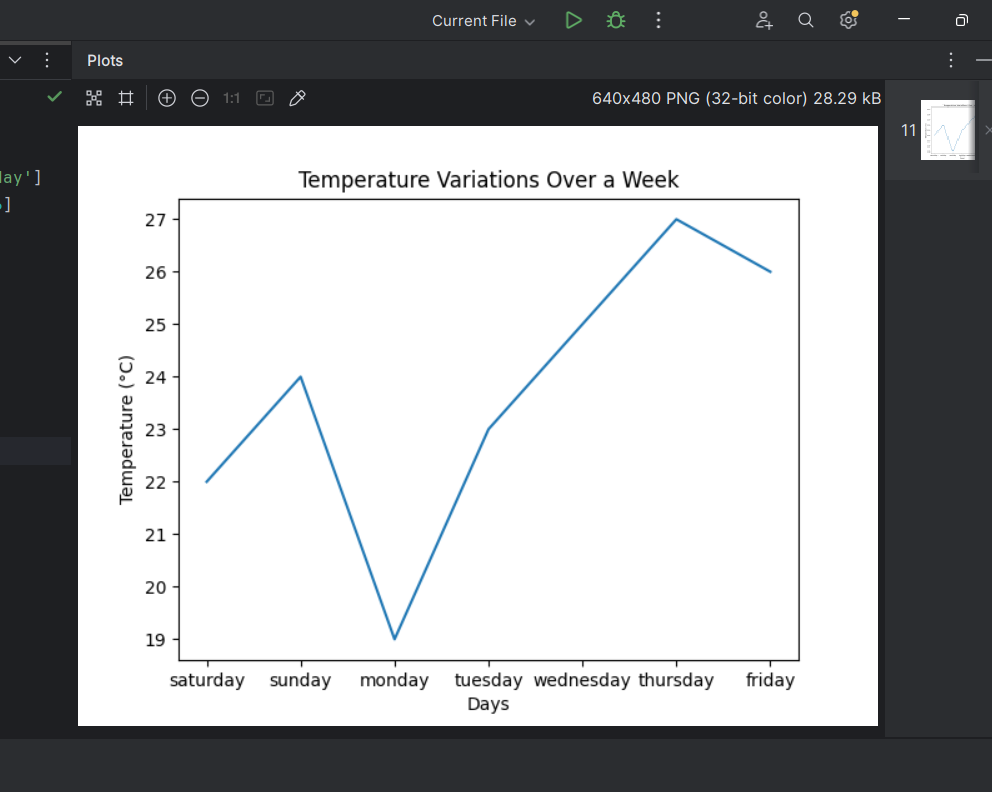 Current File
Plots
1:1
640x480 PNG (32-bit color) 28.29 kB
11
day']
]
Temperature Variations Over a Week
27
26
25
24
23
22
21
20
19
Temperature (°C)
saturday sunday monday tuesday wednesday thursday friday
Days